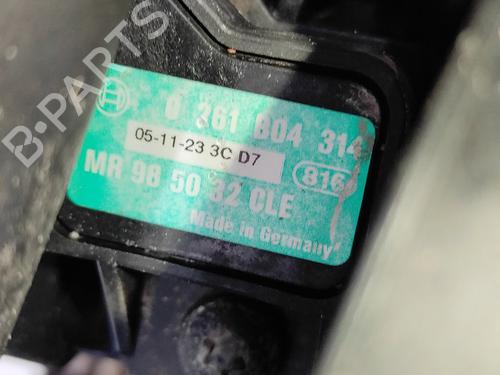 B-PARTS
0 261 B04 314
05-11-23 3C D7
816
MR 98 50 32 CLE
Made in Germany